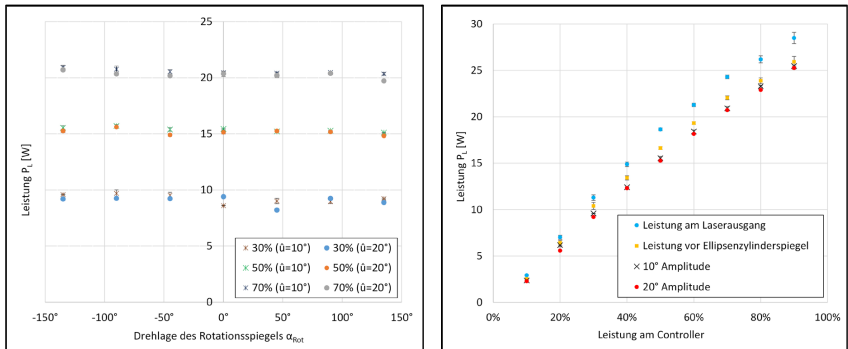 25
20
15
10
5
0
-150°
-100°
-50°
0°
50°
100°
150°
Leistung P_L [W]
Drehlage des Rotationsspiegels α_Rot
30% (û=10°)
30% (û=20°)
50% (û=10°)
50% (û=20°)
70% (û=10°)
70% (û=20°)
30
25
20
15
10
5
0
0%
20%
40%
60%
80%
100%
Leistung P_L [W]
Leistung am Controller
Leistung am Laserausgang
Leistung vor Ellipsenzylinderspiegel
10° Amplitude
20° Amplitude